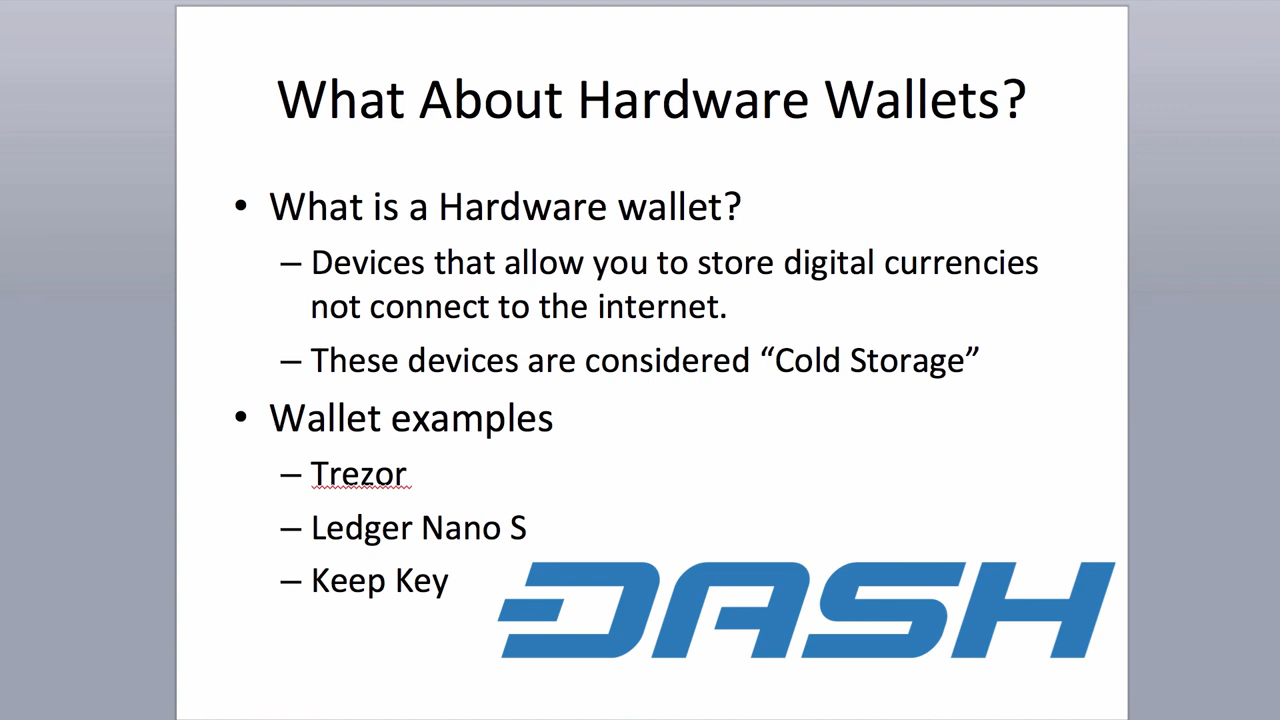 What About Hardware Wallets?
• What is a Hardware wallet?
– Devices that allow you to store digital currencies
not connect to the internet.
– These devices are considered “Cold Storage”
• Wallet examples
– Trezor
– Ledger Nano S
– Keep Key
DASH